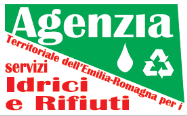 Agenzia
Territoriale dell'Emilia-Romagna per i
servizi
Idrici
e Rifiuti